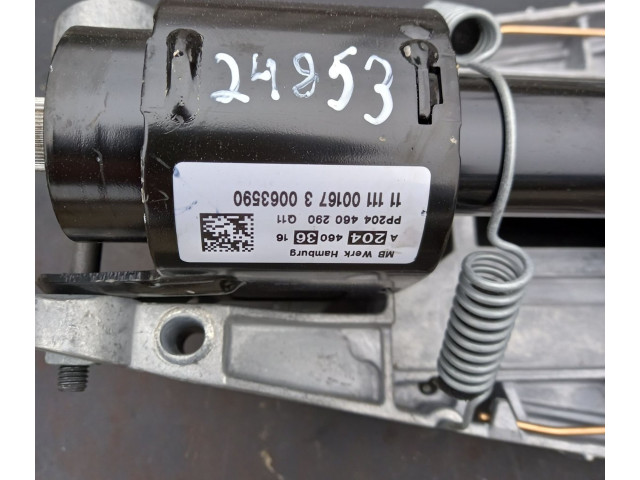 24853
MB Werk Hamburg
A 204 460 36 16
PP204 460 290 Q11
11 111 00167 3 0063590